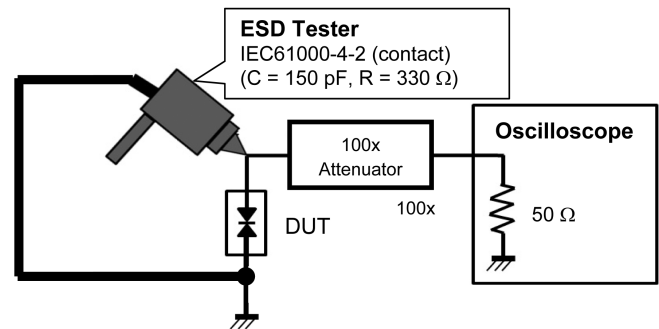 ESD Tester
IEC61000-4-2 (contact)
(C = 150 pF, R = 330 Ω)
100x
Attenuator
Oscilloscope
100x
50 Ω
DUT